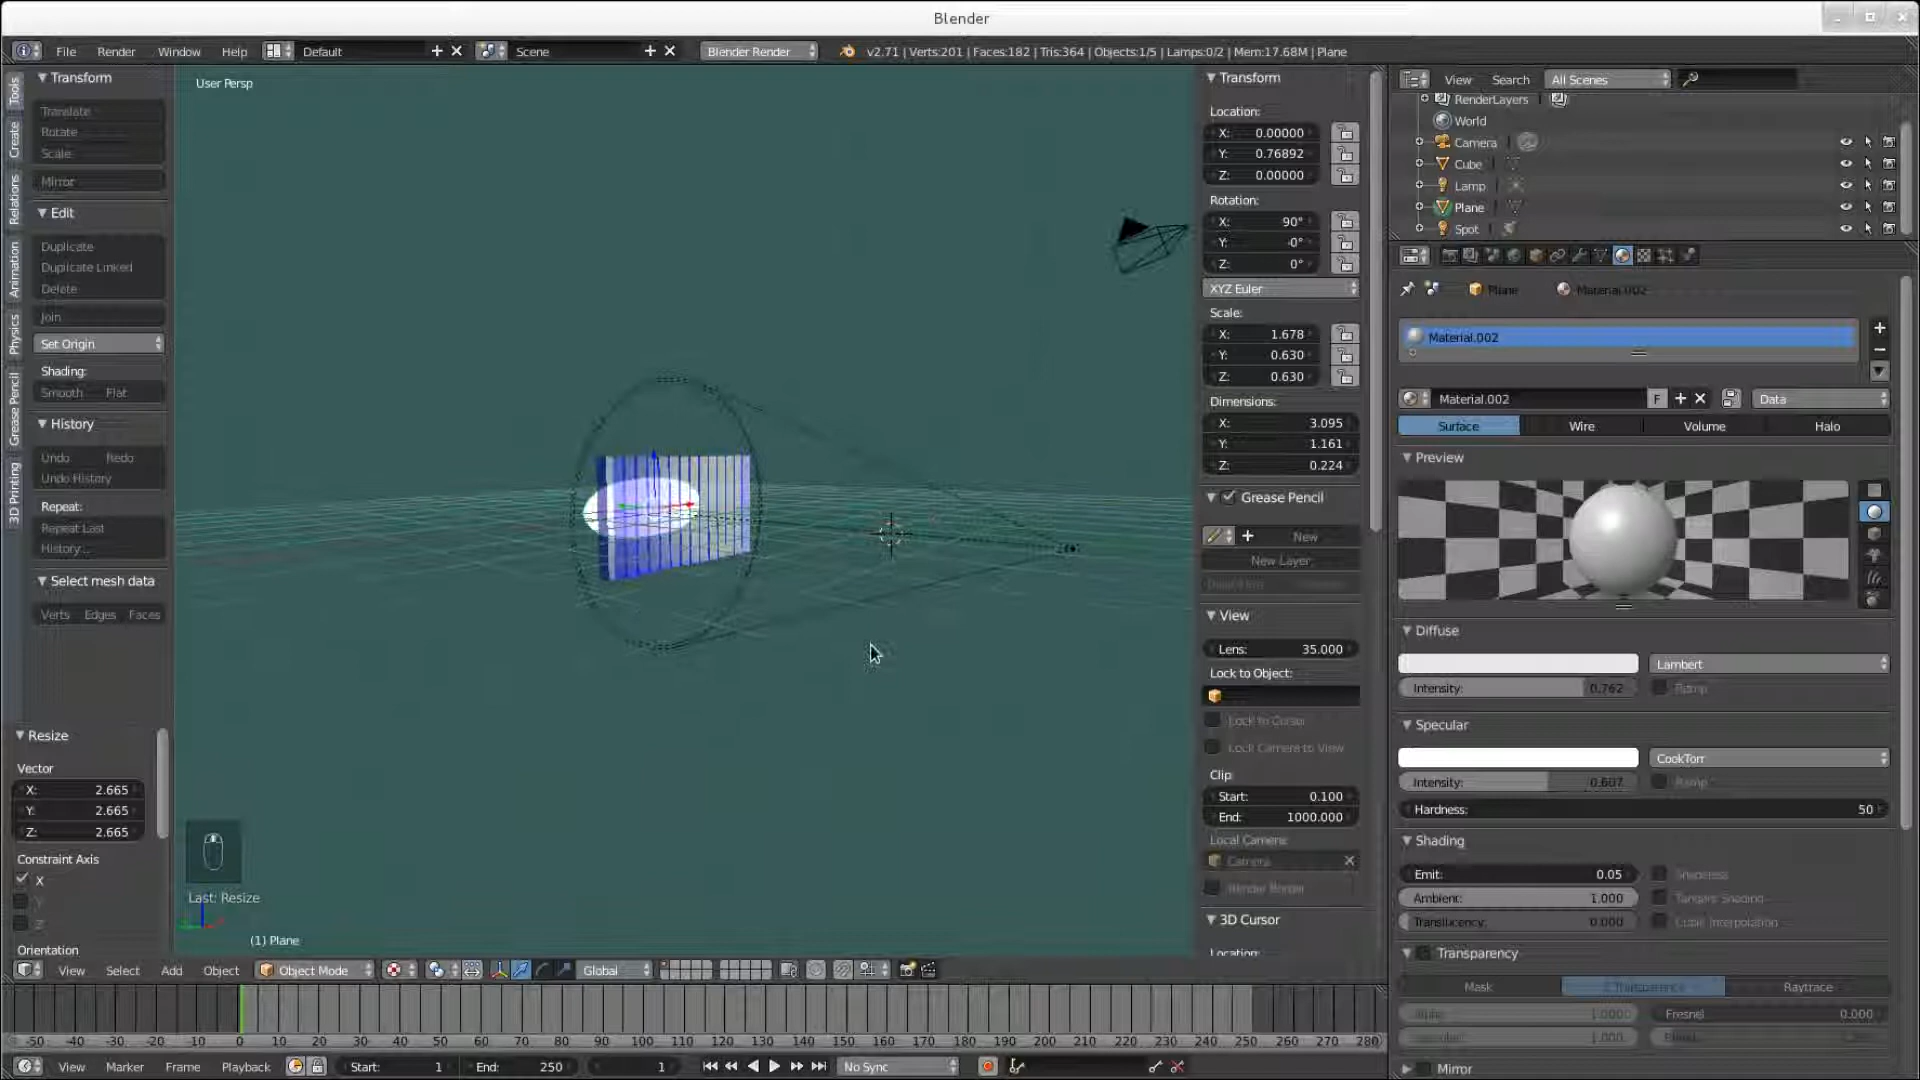 Blender
File Render Window Help Default Scene Blender Render v2.71 | Verts:201 | Faces:182 | Tris:364 | Objects:1/5 | Lamps:0/2 | Mem:17.68M | Plane
Tools
Create
Relations
Animation
Physics
Grease Pencil
3D Printing
Transform
Translate
Rotate
Scale
Mirror
Edit
Duplicate
Duplicate Linked
Delete
Join
Set Origin
Shading:
Smooth Flat
History
Undo Redo
Undo History
Repeat:
Repeat Last
History...
Select mesh data
Verts Edges Faces
Resize
Vector
X: 2.665
Y: 2.665
Z: 2.665
Constraint Axis
X
Y
Z
Orientation
User Persp
Last: Resize
(1) Plane
Transform
Location:
X: 0.00000
Y: 0.76892
Z: 0.00000
Rotation:
X: 90°
Y: -0°
Z: 0°
XYZ Euler
Scale:
X: 1.678
Y: 0.630
Z: 0.630
Dimensions:
X: 3.095
Y: 1.161
Z: 0.224
Grease Pencil
New
New Layer
View
Lens: 35.000
Lock to Object:
Lock to Cursor
Lock Camera to View
Clip:
Start: 0.100
End: 1000.000
Local Camera:
Camera
Render Border
3D Cursor
Location:
View Search All Scenes
RenderLayers
World
Camera
Cube
Lamp
Plane
Spot
Plane Material.002
Material.002
Material.002 F Data
Surface Wire Volume Halo
Preview
Diffuse
Lambert
Intensity: 0.762 Ramp
Specular
CookTorr
Intensity: 0.607 Ramp
Hardness: 50
Shading
Emit: 0.05 Shadeless
Ambient: 1.000 Tangent Shading
Translucency: 0.000 Cubic Interpolation
Transparency
Mask Z Transparency Raytrace
Alpha: 1.0000 Fresnel: 0.000
Mirror
View Select Add Object Object Mode Global
-50 -40 -30 -20 -10 0 10 20 30 40 50 60 70 80 90 100 110 120 130 140 150 160 170 180 190 200 210 220 230 240 250 260 270 280
View Marker Frame Playback Start: 1 End: 250 1 No Sync